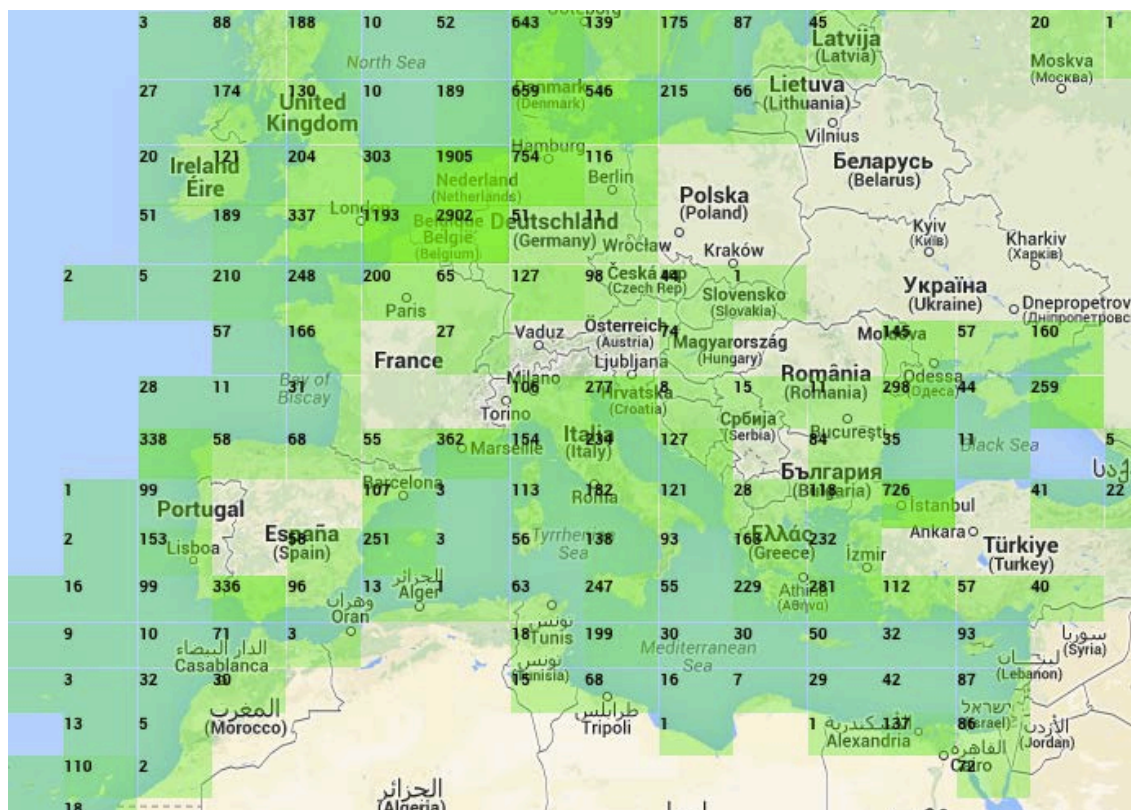 3 88 188 10 52 643 139 175 87 45 20 1
Göteborg
Latvija
(Latvia)
North Sea
Moskva
(Москва)
27 174 130 10 189 659 546 215 66
Danmark
(Denmark)
Lietuva
(Lithuania)
United
Kingdom
Vilnius
20 121 204 303 1905 754 116
Hamburg
Ireland
Éire
Nederland
(Netherlands)
Berlin
Беларусь
(Belarus)
Polska
(Poland)
51 189 337 1193 2902 51 11
London
België
(Belgium)
Deutschland
(Germany)
Wrocław
Kraków
Kyiv
(Київ)
Kharkiv
(Харків)
2 5 210 248 200 65 127 98 44 1
Česká rep
(Czech Rep)
Paris
Slovensko
(Slovakia)
Україна
(Ukraine)
Dnepropetrov
57 166 27 74 145 57 160
France
Vaduz
Österreich
(Austria)
Magyarország
(Hungary)
Moldova
Ljubljana
28 11 31 106 277 8 15 11 298 44 259
Bay of
Biscay
Milano
Torino
Hrvatska
(Croatia)
România
(Romania)
Odessa
(Одеса)
338 58 68 55 362 154 234 127 84 35 11 5
Marseille
Italia
(Italy)
Србија
(Serbia)
București
Black Sea
България
(Bulgaria)
1 99 107 3 113 182 121 28 118 726 41 22
Barcelona
Roma
Portugal
İstanbul
2 153 58 251 3 56 138 93 163 232
Lisboa
España
(Spain)
Tyrrhenian
Sea
Ελλάς
(Greece)
İzmir
Ankara
Türkiye
(Turkey)
16 99 336 96 13 1 63 247 55 229 281 112 57 40
الجزائر
Alger
Athina
(Αθήνα)
وهران
Oran
9 10 71 3 18 199 30 30 50 32 93
الدار البيضاء
Casablanca
تونس
Tunis
Mediterranean
Sea
سوريا
(Syria)
3 32 30 15 68 16 7 29 42 87
تونس
(Tunisia)
لبنان
(Lebanon)
المغرب
(Morocco)
طرابلس
Tripoli
13 5 1 1 137 86
الأسكندرية
Alexandria
الأردن
(Jordan)
110 2 72
القاهرة
Cairo
الجزائر
(Algeria)
18